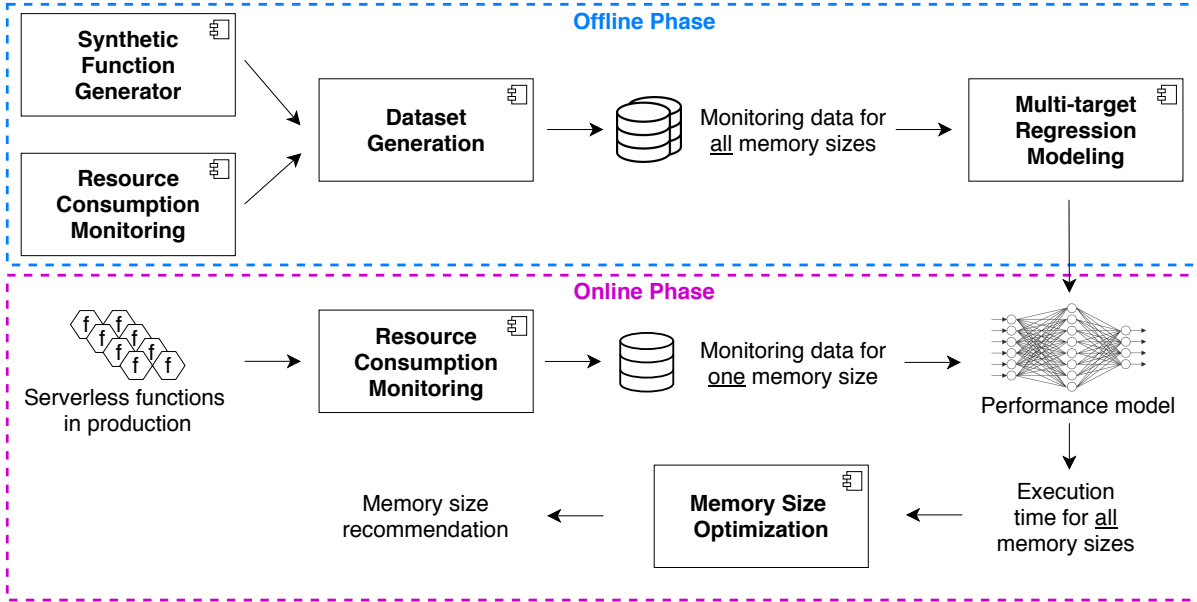 Offline Phase
Synthetic
Function
Generator
Resource
Consumption
Monitoring
Dataset
Generation
Monitoring data for
all memory sizes
Multi-target
Regression
Modeling
Online Phase
f f
f f
f f
f f
Serverless functions
in production
Resource
Consumption
Monitoring
Monitoring data for
one memory size
Performance model
Execution
time for all
memory sizes
Memory Size
Optimization
Memory size
recommendation